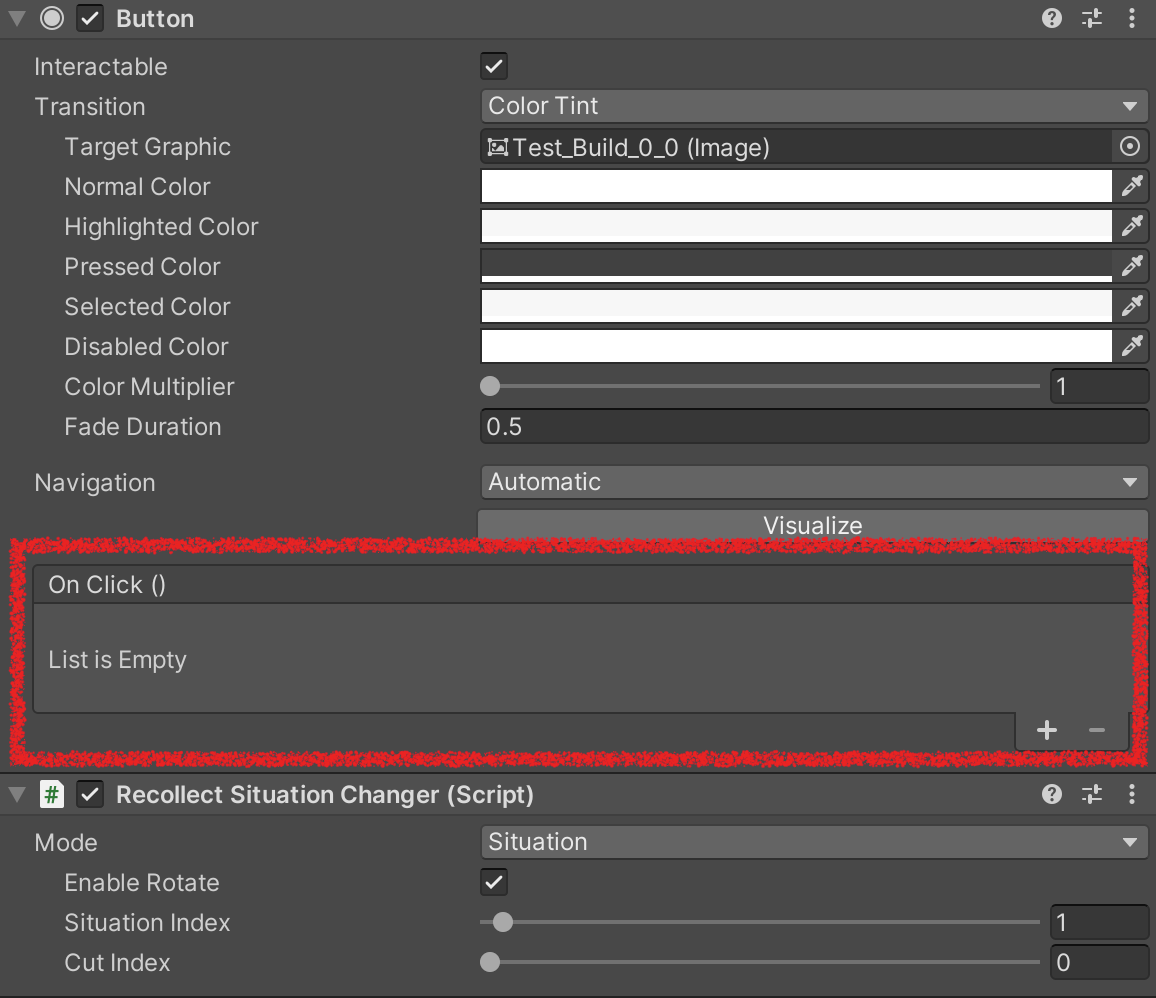 Button
Interactable
Transition
Color Tint
Target Graphic
Test_Build_0_0 (Image)
Normal Color
Highlighted Color
Pressed Color
Selected Color
Disabled Color
Color Multiplier
1
Fade Duration
0.5
Navigation
Automatic
Visualize
On Click ()
List is Empty
Recollect Situation Changer (Script)
Mode
Situation
Enable Rotate
Situation Index
1
Cut Index
0